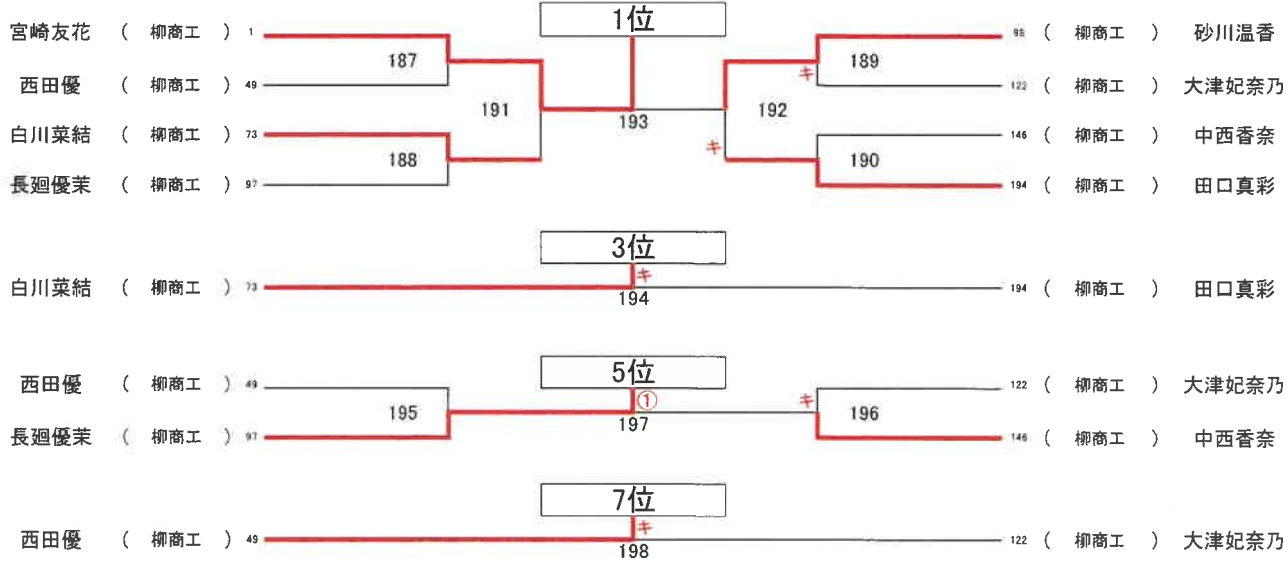 1位
宮崎友花 ( 柳商工 ) 1 98 ( 柳商工 ) 砂川温香
187 189
西田優 ( 柳商工 ) 49 キ 122 ( 柳商工 ) 大津妃奈乃
191 193 192
白川菜結 ( 柳商工 ) 73 146 ( 柳商工 ) 中西香奈
188 キ 190
長廻優茉 ( 柳商工 ) 97 194 ( 柳商工 ) 田口真彩
3位
キ
白川菜結 ( 柳商工 ) 73 194 ( 柳商工 ) 田口真彩
194
5位
西田優 ( 柳商工 ) 49 122 ( 柳商工 ) 大津妃奈乃
① キ
195 197 196
長廻優茉 ( 柳商工 ) 97 146 ( 柳商工 ) 中西香奈
7位
キ
西田優 ( 柳商工 ) 49 122 ( 柳商工 ) 大津妃奈乃
198